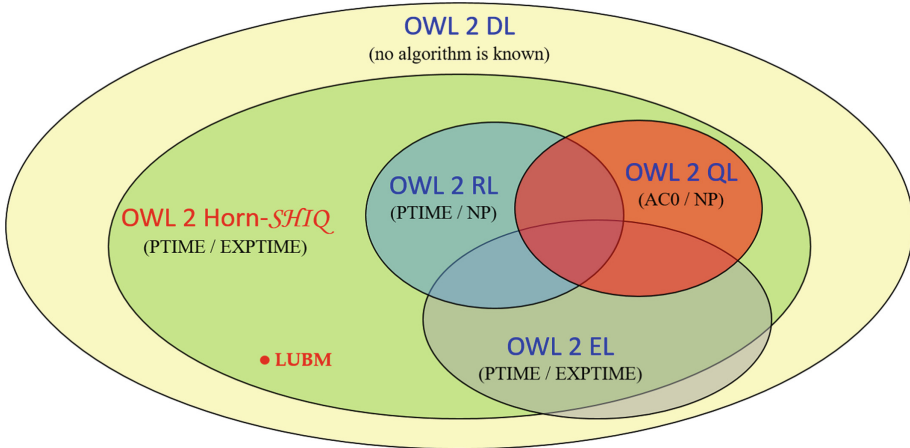 OWL 2 DL
(no algorithm is known)
OWL 2 RL
(PTIME / NP)
OWL 2 QL
(AC0 / NP)
OWL 2 Horn-SHIQ
(PTIME / EXPTIME)
OWL 2 EL
(PTIME / EXPTIME)
LUBM